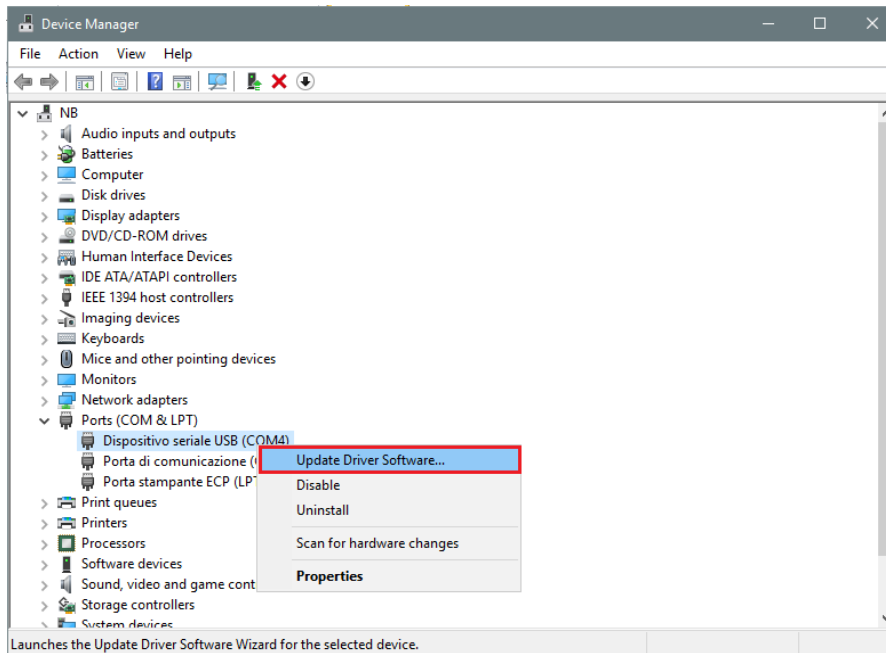 Device Manager
File Action View Help
NB
Audio inputs and outputs
Batteries
Computer
Disk drives
Display adapters
DVD/CD-ROM drives
Human Interface Devices
IDE ATA/ATAPI controllers
IEEE 1394 host controllers
Imaging devices
Keyboards
Mice and other pointing devices
Monitors
Network adapters
Ports (COM & LPT)
Dispositivo seriale USB (COM4)
Porta di comunicazione (
Porta stampante ECP (LPT
Print queues
Printers
Processors
Software devices
Sound, video and game cont
Storage controllers
System devices
Update Driver Software...
Disable
Uninstall
Scan for hardware changes
Properties
Launches the Update Driver Software Wizard for the selected device.